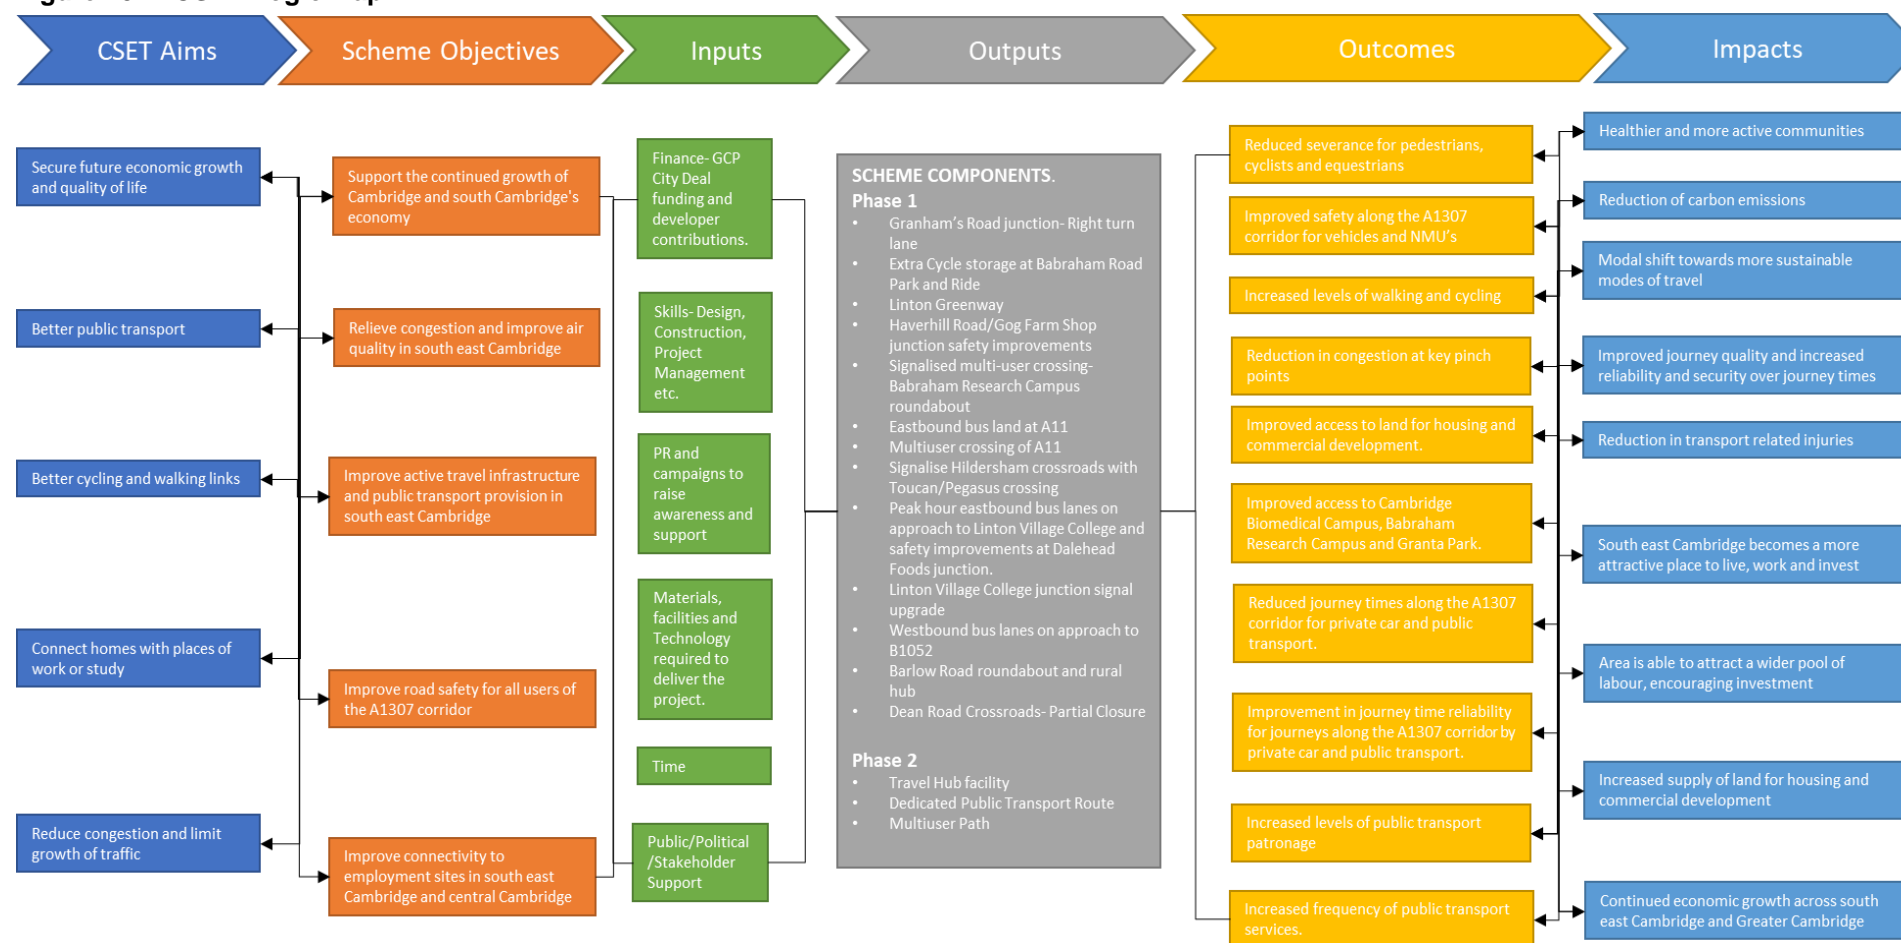 CSET Aims
Scheme Objectives
Inputs
Outputs
Outcomes
Impacts
Secure future economic growth
and quality of life
Better public transport
Better cycling and walking links
Connect homes with places of
work or study
Reduce congestion and limit
growth of traffic
Support the continued growth of
Cambridge and south Cambridge's
economy
Relieve congestion and improve air
quality in south east Cambridge
Improve active travel infrastructure
and public transport provision in
south east Cambridge
Improve road safety for all users of
the A1307 corridor
Improve connectivity to
employment sites in south east
Cambridge and central Cambridge
Finance- GCP
City Deal
funding and
developer
contributions.
Skills- Design,
Construction,
Project
Management
etc.
PR and
campaigns to
raise
awareness and
support
Materials,
facilities and
Technology
required to
deliver the
project.
Time
Public/Political
/Stakeholder
Support
SCHEME COMPONENTS.
Phase 1
• Granham's Road junction- Right turn
lane
• Extra Cycle storage at Babraham Road
Park and Ride
• Linton Greenway
• Haverhill Road/Gog Farm Shop
junction safety improvements
• Signalised multi-user crossing-
Babraham Research Campus
roundabout
• Eastbound bus land at A11
• Multiuser crossing of A11
• Signalise Hildersham crossroads with
Toucan/Pegasus crossing
• Peak hour eastbound bus lanes on
approach to Linton Village College and
safety improvements at Dalehead
Foods junction.
• Linton Village College junction signal
upgrade
• Westbound bus lanes on approach to
B1052
• Barlow Road roundabout and rural
hub
• Dean Road Crossroads- Partial Closure
Phase 2
• Travel Hub facility
• Dedicated Public Transport Route
• Multiuser Path
Reduced severance for pedestrians,
cyclists and equestrians
Improved safety along the A1307
corridor for vehicles and NMU's
Increased levels of walking and cycling
Reduction in congestion at key pinch
points
Improved access to land for housing and
commercial development.
Improved access to Cambridge
Biomedical Campus, Babraham
Research Campus and Granta Park.
Reduced journey times along the A1307
corridor for private car and public
transport.
Improvement in journey time reliability
for journeys along the A1307 corridor by
private car and public transport.
Increased levels of public transport
patronage
Increased frequency of public transport
services.
Healthier and more active communities
Reduction of carbon emissions
Modal shift towards more sustainable
modes of travel
Improved journey quality and increased
reliability and security over journey times
Reduction in transport related injuries
South east Cambridge becomes a more
attractive place to live, work and invest
Area is able to attract a wider pool of
labour, encouraging investment
Increased supply of land for housing and
commercial development
Continued economic growth across south
east Cambridge and Greater Cambridge